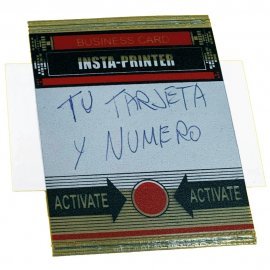 BUSINESS CARD
INSTA-PRINTER
TU TARJETA
Y NUMERO
ACTIVATE ACTIVATE